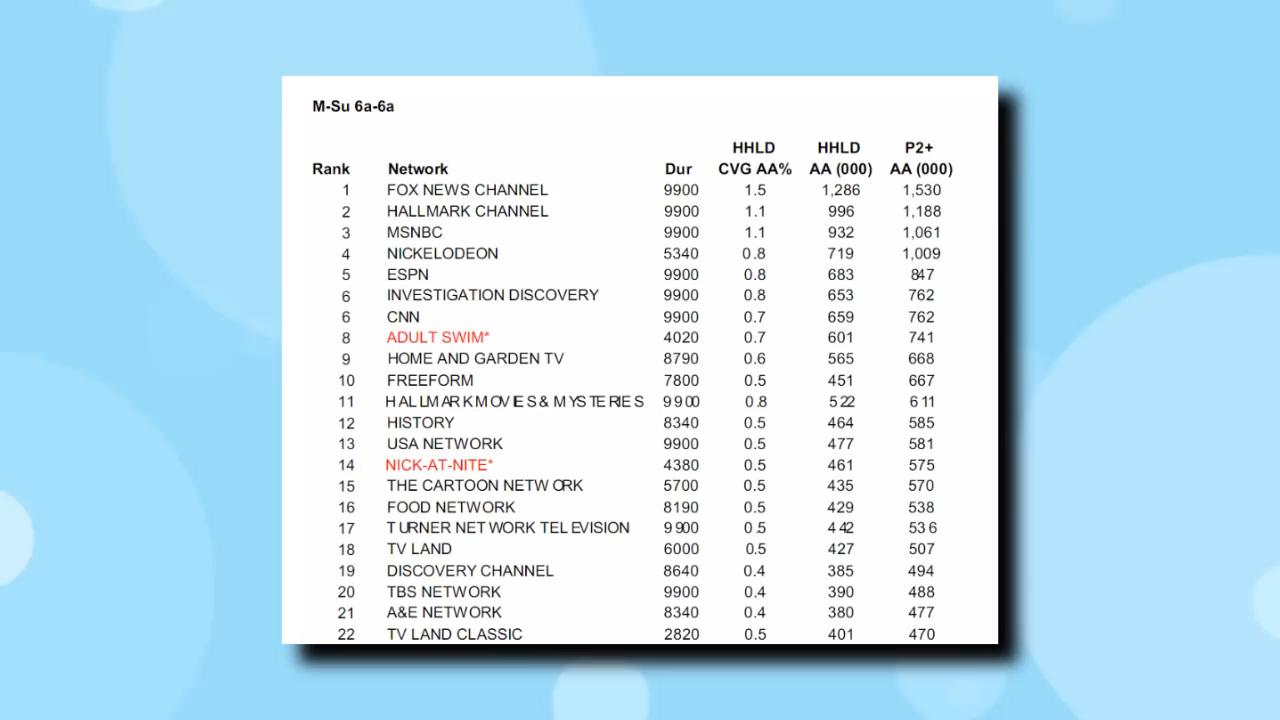 M-Su 6a-6a
HHLD HHLD P2+
Rank Network Dur CVG AA% AA (000) AA (000)
1 FOX NEWS CHANNEL 9900 1.5 1,286 1,530
2 HALLMARK CHANNEL 9900 1.1 996 1,188
3 MSNBC 9900 1.1 932 1,061
4 NICKELODEON 5340 0.8 719 1,009
5 ESPN 9900 0.8 683 847
6 INVESTIGATION DISCOVERY 9900 0.8 653 762
6 CNN 9900 0.7 659 762
8 ADULT SWIM* 4020 0.7 601 741
9 HOME AND GARDEN TV 8790 0.6 565 668
10 FREEFORM 7800 0.5 451 667
11 HALLMARK MOVIES & MYSTERIES 9900 0.8 522 611
12 HISTORY 8340 0.5 464 585
13 USA NETWORK 9900 0.5 477 581
14 NICK-AT-NITE* 4380 0.5 461 575
15 THE CARTOON NETWORK 5700 0.5 435 570
16 FOOD NETWORK 8190 0.5 429 538
17 TURNER NETWORK TELEVISION 9900 0.5 442 536
18 TV LAND 6000 0.5 427 507
19 DISCOVERY CHANNEL 8640 0.4 385 494
20 TBS NETWORK 9900 0.4 390 488
21 A&E NETWORK 8340 0.4 380 477
22 TV LAND CLASSIC 2820 0.5 401 470